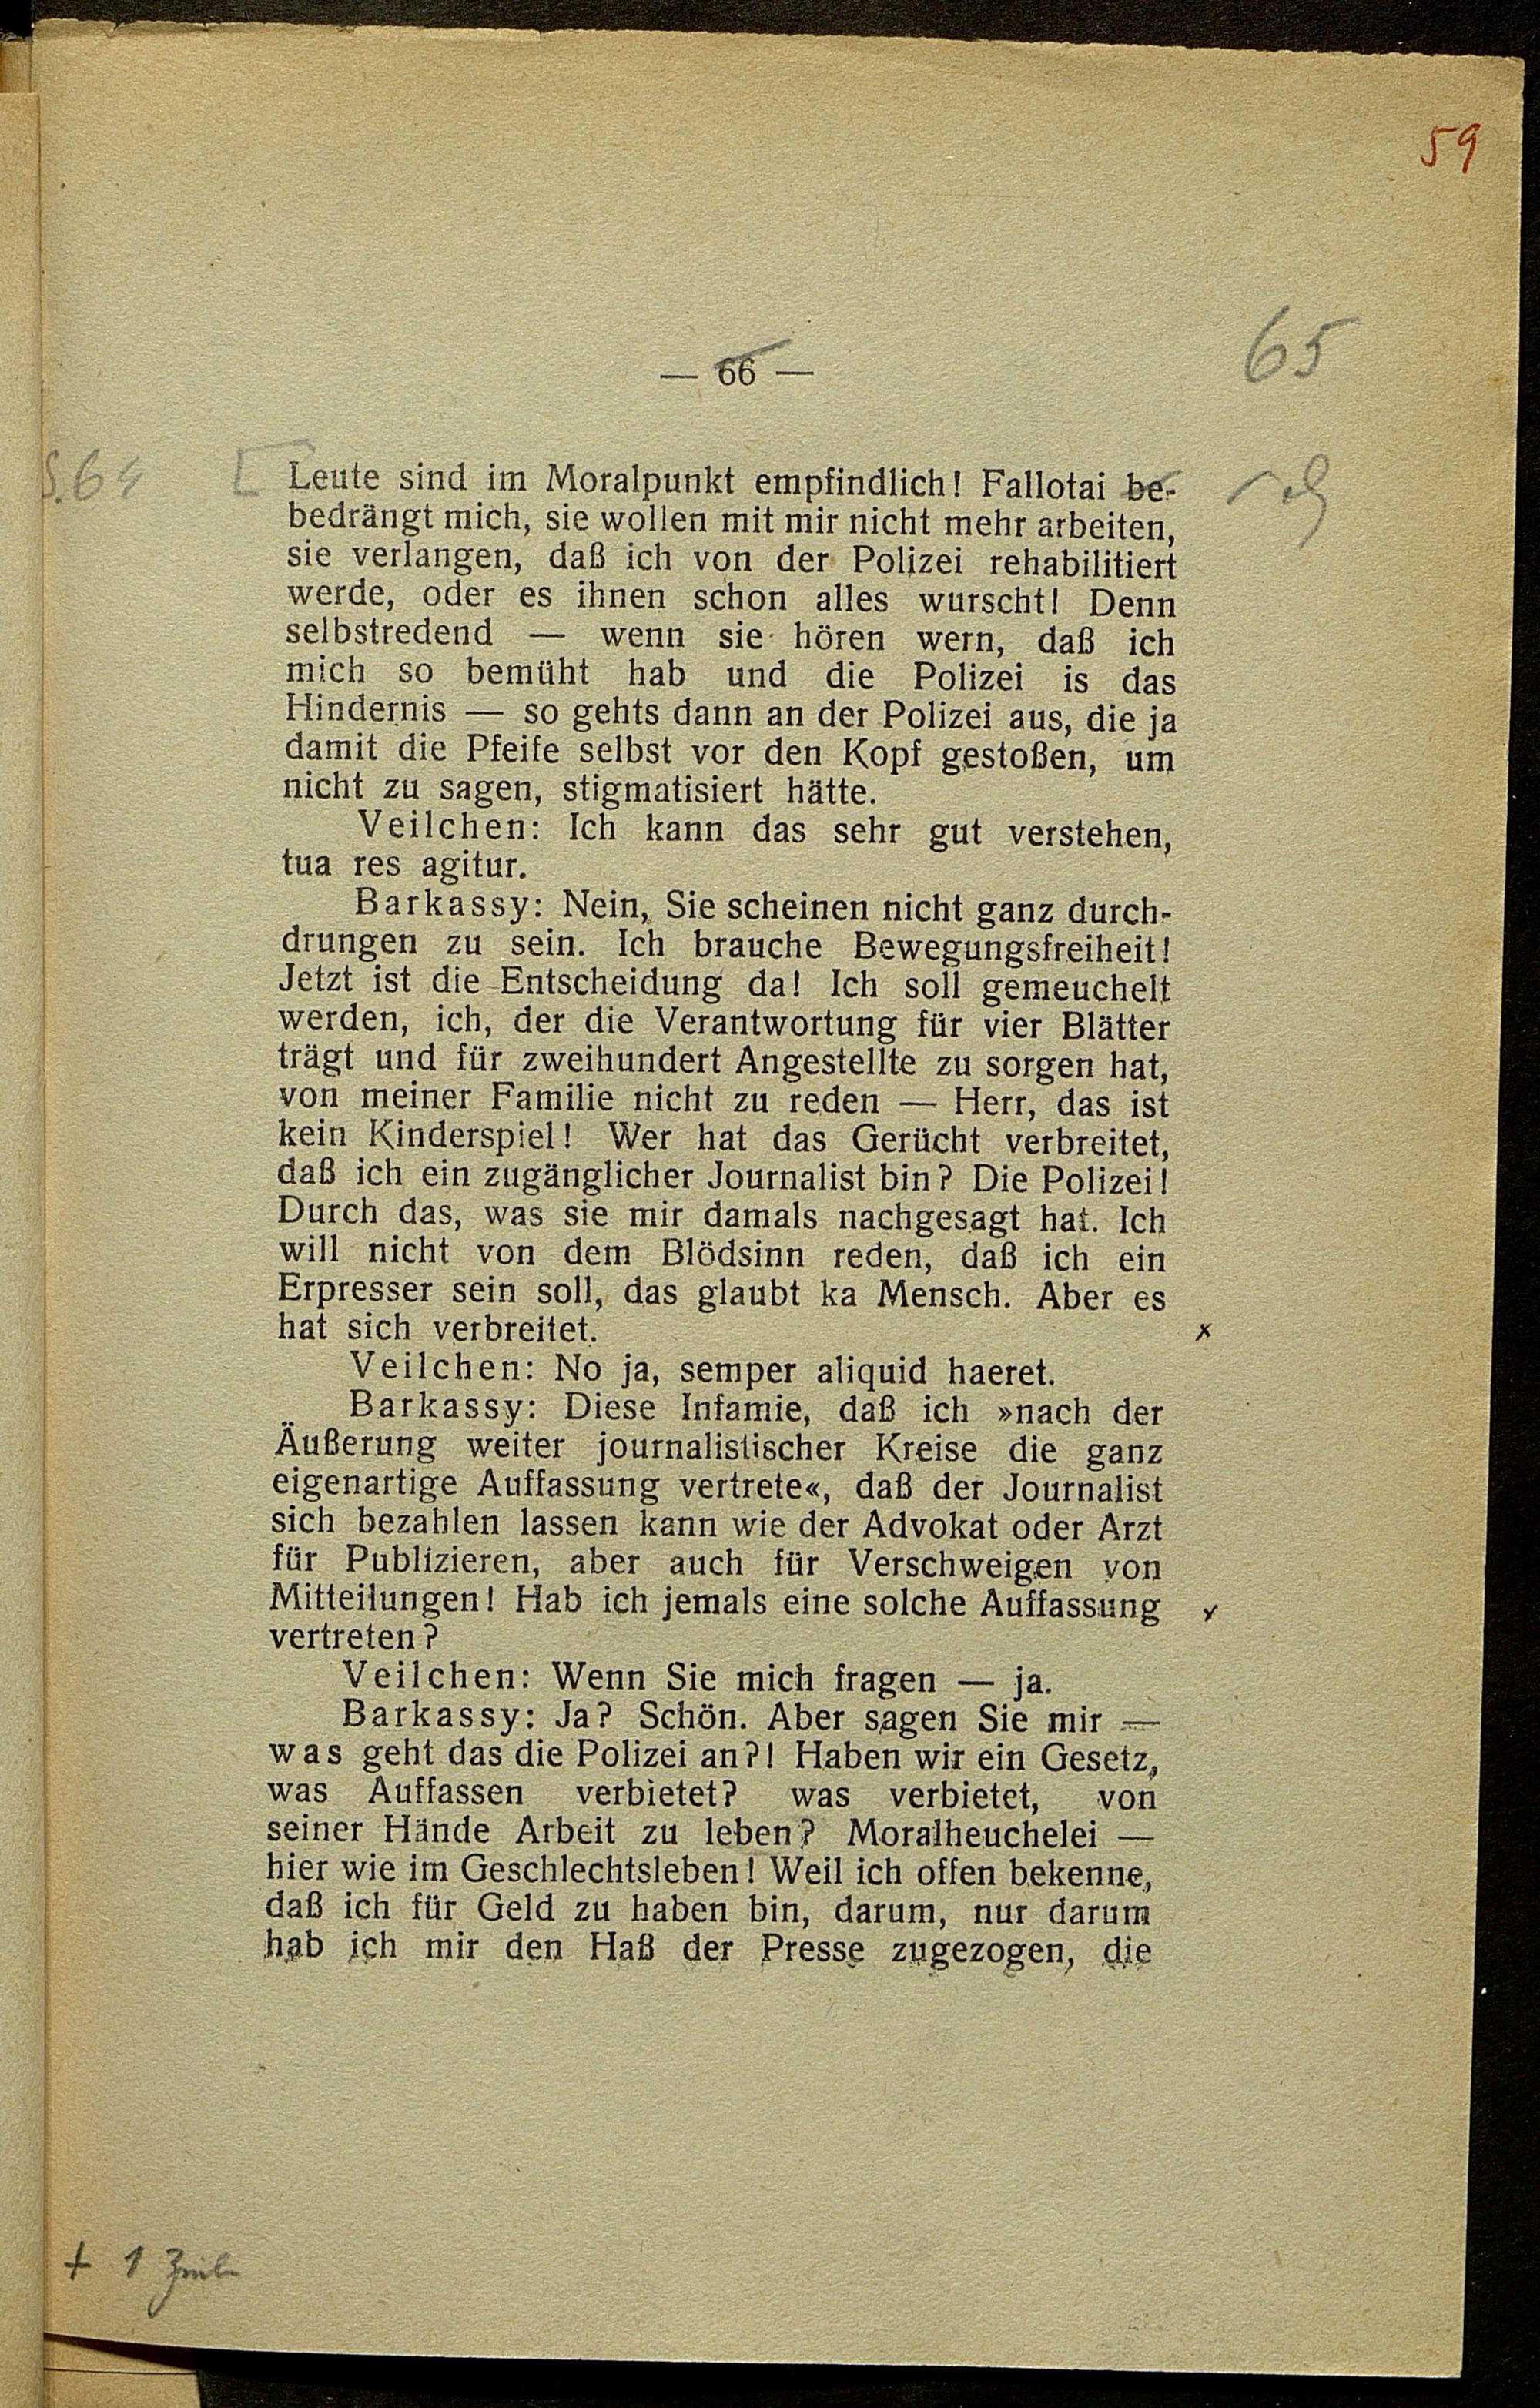 59
— 66 —
65
S. 64
Leute sind im Moralpunkt empfindlich! Fallotai be-
bedrängt mich, sie wollen mit mir nicht mehr arbeiten,
sie verlangen, daß ich von der Polizei rehabilitiert
werde, oder es ihnen schon alles wurscht! Denn
selbstredend — wenn sie hören wern, daß ich
mich so bemüht hab und die Polizei is das
Hindernis — so gehts dann an der Polizei aus, die ja
damit die Pfeife selbst vor den Kopf gestoßen, um
nicht zu sagen, stigmatisiert hätte.
Veilchen: Ich kann das sehr gut verstehen,
tua res agitur.
Barkassy: Nein, Sie scheinen nicht ganz durch-
drungen zu sein. Ich brauche Bewegungsfreiheit!
Jetzt ist die Entscheidung da! Ich soll gemeuchelt
werden, ich, der die Verantwortung für vier Blätter
trägt und für zweihundert Angestellte zu sorgen hat,
von meiner Familie nicht zu reden — Herr, das ist
kein Kinderspiel! Wer hat das Gerücht verbreitet,
daß ich ein zugänglicher Journalist bin? Die Polizei!
Durch das, was sie mir damals nachgesagt hat. Ich
will nicht von dem Blödsinn reden, daß ich ein
Erpresser sein soll, das glaubt ka Mensch. Aber es
hat sich verbreitet.
Veilchen: No ja, semper aliquid haeret.
Barkassy: Diese Infamie, daß ich »nach der
Äußerung weiter journalistischer Kreise die ganz
eigenartige Auffassung vertrete«, daß der Journalist
sich bezahlen lassen kann wie der Advokat oder Arzt
für Publizieren, aber auch für Verschweigen von
Mitteilungen! Hab ich jemals eine solche Auffassung
vertreten?
Veilchen: Wenn Sie mich fragen — ja.
Barkassy: Ja? Schön. Aber sagen Sie mir —
was geht das die Polizei an?! Haben wir ein Gesetz,
was Auffassen verbietet? was verbietet, von
seiner Hände Arbeit zu leben? Moralheuchelei —
hier wie im Geschlechtsleben! Weil ich offen bekenne,
daß ich für Geld zu haben bin, darum, nur darum
hab ich mir den Haß der Presse zugezogen, die
+ 1 Zeile